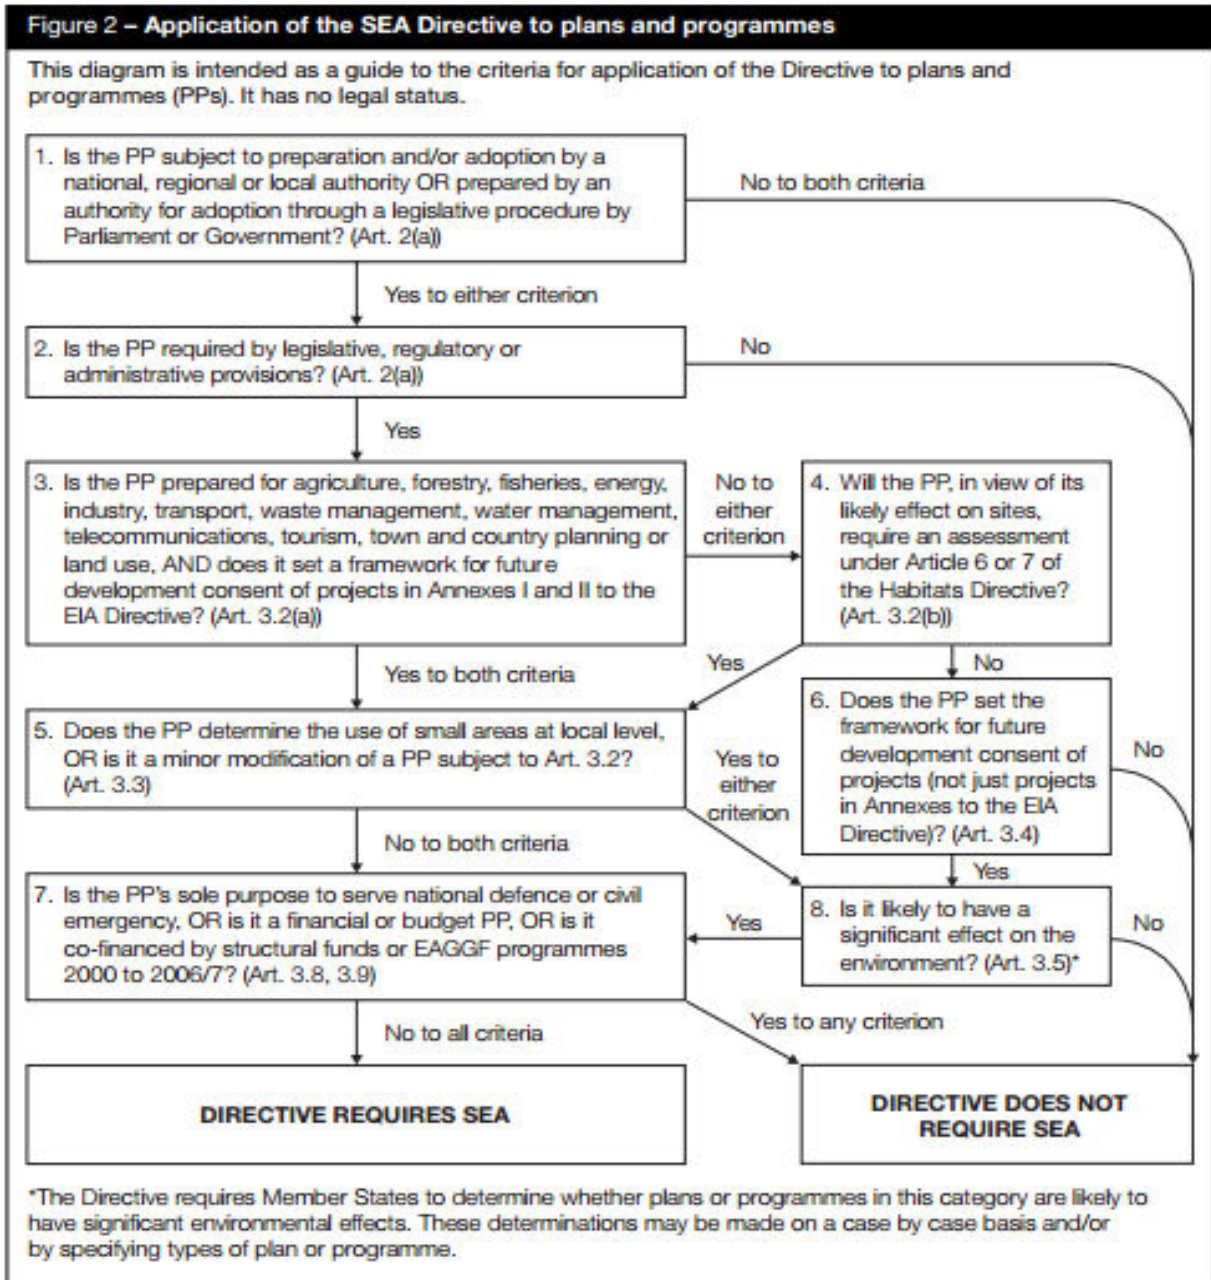 Figure 2 – Application of the SEA Directive to plans and programmes
This diagram is intended as a guide to the criteria for application of the Directive to plans and
programmes (PPs). It has no legal status.
1. Is the PP subject to preparation and/or adoption by a
national, regional or local authority OR prepared by an
authority for adoption through a legislative procedure by
Parliament or Government? (Art. 2(a))
No to both criteria
Yes to either criterion
2. Is the PP required by legislative, regulatory or
administrative provisions? (Art. 2(a))
No
Yes
3. Is the PP prepared for agriculture, forestry, fisheries, energy,
industry, transport, waste management, water management,
telecommunications, tourism, town and country planning or
land use, AND does it set a framework for future
development consent of projects in Annexes I and II to the
EIA Directive? (Art. 3.2(a))
No to
either
criterion
4. Will the PP, in view of its
likely effect on sites,
require an assessment
under Article 6 or 7 of
the Habitats Directive?
(Art. 3.2(b))
Yes to both criteria
Yes
No
5. Does the PP determine the use of small areas at local level,
OR is it a minor modification of a PP subject to Art. 3.2?
(Art. 3.3)
Yes to
either
criterion
6. Does the PP set the
framework for future
development consent of
projects (not just projects
in Annexes to the EIA
Directive)? (Art. 3.4)
No
No to both criteria
Yes
7. Is the PP's sole purpose to serve national defence or civil
emergency, OR is it a financial or budget PP, OR is it
co-financed by structural funds or EAGGF programmes
2000 to 2006/7? (Art. 3.8, 3.9)
Yes
8. Is it likely to have a
significant effect on the
environment? (Art. 3.5)*
No
No to all criteria
Yes to any criterion
DIRECTIVE REQUIRES SEA
DIRECTIVE DOES NOT
REQUIRE SEA
*The Directive requires Member States to determine whether plans or programmes in this category are likely to
have significant environmental effects. These determinations may be made on a case by case basis and/or
by specifying types of plan or programme.